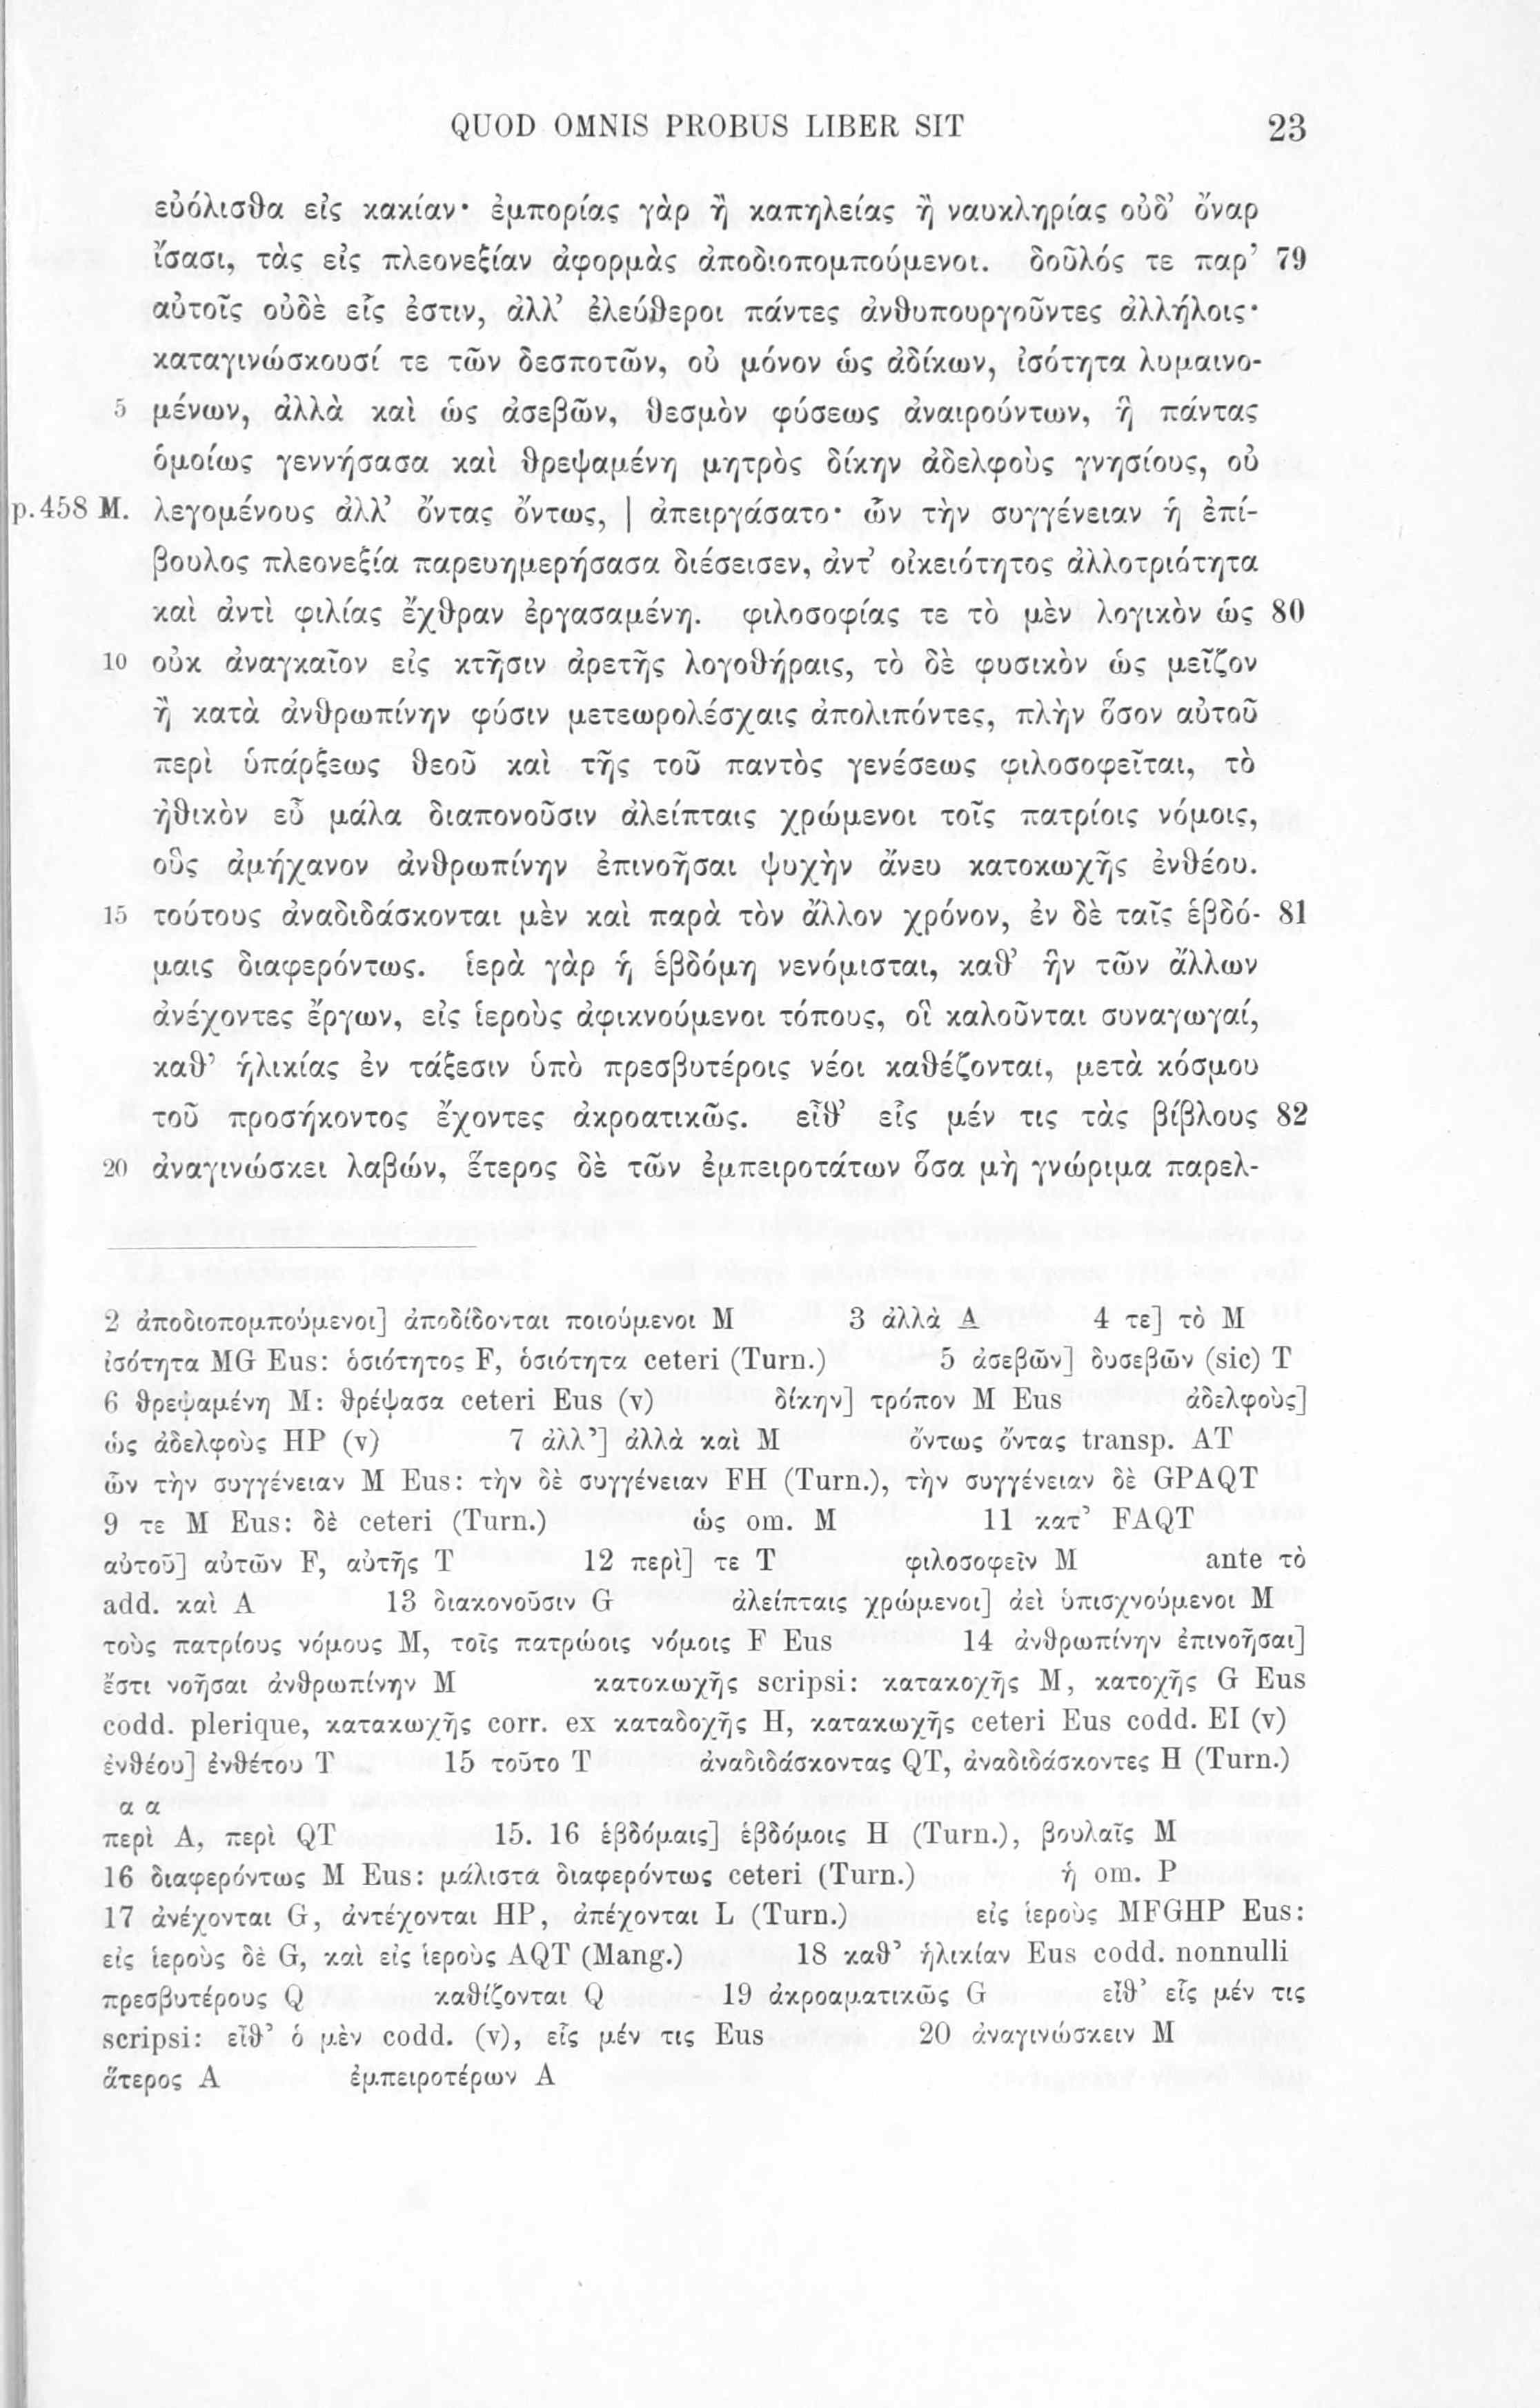 QUOD OMNIS PROBUS LIBER SIT 23
εὐόλισθα εἰς κακίαν· ἐμπορίας γὰρ ἢ καπηλείας ἢ ναυκληρίας οὐδ’ ὄναρ
ἴσασι, τὰς εἰς πλεονεξίαν ἀφορμὰς ἀποδιοπομπούμενοι. δοῦλός τε παρ’ 79
αὐτοῖς οὐδὲ εἷς ἐστιν, ἀλλ’ ἐλεύθεροι πάντες ἀνθυπουργοῦντες ἀλλήλοις·
καταγινώσκουσί τε τῶν δεσποτῶν, οὐ μόνον ὡς ἀδίκων, ἰσότητα λυμαινο-
5 μένων, ἀλλὰ καὶ ὡς ἀσεβῶν, θεσμὸν φύσεως ἀναιρούντων, ἣ πάντας
ὁμοίως γεννήσασα καὶ θρεψαμένη μητρὸς δίκην ἀδελφοὺς γνησίους, οὐ
p.458 M. λεγομένους ἀλλ’ ὄντας ὄντως, | ἀπειργάσατο· ὧν τὴν συγγένειαν ἡ ἐπί-
βουλος πλεονεξία παρευημερήσασα διέσεισεν, ἀντ’ οἰκειότητος ἀλλοτριότητα
καὶ ἀντὶ φιλίας ἔχθραν ἐργασαμένη. φιλοσοφίας τε τὸ μὲν λογικὸν ὡς 80
10 οὐκ ἀναγκαῖον εἰς κτῆσιν ἀρετῆς λογοθήραις, τὸ δὲ φυσικὸν ὡς μεῖζον
ἢ κατὰ ἀνθρωπίνην φύσιν μετεωρολέσχαις ἀπολιπόντες, πλὴν ὅσον αὐτοῦ
περὶ ὑπάρξεως θεοῦ καὶ τῆς τοῦ παντὸς γενέσεως φιλοσοφεῖται, τὸ
ἠθικὸν εὖ μάλα διαπονοῦσιν ἀλείπταις χρώμενοι τοῖς πατρίοις νόμοις,
οὓς ἀμήχανον ἀνθρωπίνην ἐπινοῆσαι ψυχὴν ἄνευ κατοκωχῆς ἐνθέου.
15 τούτους ἀναδιδάσκονται μὲν καὶ παρὰ τὸν ἄλλον χρόνον, ἐν δὲ ταῖς ἑβδό- 81
μαις διαφερόντως. ἱερὰ γὰρ ἡ ἑβδόμη νενόμισται, καθ’ ἣν τῶν ἄλλων
ἀνέχοντες ἔργων, εἰς ἱεροὺς ἀφικνούμενοι τόπους, οἳ καλοῦνται συναγωγαί,
καθ’ ἡλικίας ἐν τάξεσιν ὑπὸ πρεσβυτέροις νέοι καθέζονται, μετὰ κόσμου
τοῦ προσήκοντος ἔχοντες ἀκροατικῶς. εἶθ’ εἷς μέν τις τὰς βίβλους 82
20 ἀναγινώσκει λαβών, ἕτερος δὲ τῶν ἐμπειροτάτων ὅσα μὴ γνώριμα παρελ-
2 ἀποδιοπομπούμενοι] ἀποδίδονται ποιούμενοι M 3 ἀλλὰ A 4 τε] τὸ M
ἰσότητα MG Eus: ὁσιότητος F, ὁσιότητα ceteri (Turn.) 5 ἀσεβῶν] δυσεβῶν (sic) T
6 θρεψαμένη M: θρέψασα ceteri Eus (v) δίκην] τρόπον M Eus ἀδελφοὺς]
ὡς ἀδελφοὺς HP (v) 7 ἀλλ’] ἀλλὰ καὶ M ὄντως ὄντας transp. AT
ὧν τὴν συγγένειαν M Eus: τὴν δὲ συγγένειαν FH (Turn.), τὴν συγγένειαν δὲ GPAQT
9 τε M Eus: δὲ ceteri (Turn.) ὡς om. M 11 κατ’ FAQT
αὐτοῦ] αὐτῶν F, αὐτῆς T 12 περὶ] τε T φιλοσοφεῖν M ante τὸ
add. καὶ A 13 διακονοῦσιν G ἀλείπταις χρώμενοι] ἀεὶ ὑπισχνούμενοι M
τοὺς πατρίους νόμους M, τοῖς πατρώοις νόμοις F Eus 14 ἀνθρωπίνην ἐπινοῆσαι]
ἔστι νοῆσαι ἀνθρωπίνην M κατοκωχῆς scripsi: κατακοχῆς M, κατοχῆς G Eus
codd. plerique, κατακωχῆς corr. ex καταδοχῆς H, κατακωχῆς ceteri Eus codd. EI (v)
ἐνθέου] ἐνθέτου T 15 τοῦτο T ἀναδιδάσκοντας QT, ἀναδιδάσκοντες H (Turn.)
α α
περὶ A, περὶ QT 15. 16 ἑβδόμαις] ἑβδόμοις H (Turn.), βουλαῖς M
16 διαφερόντως M Eus: μάλιστα διαφερόντως ceteri (Turn.) ἡ om. P
17 ἀνέχονται G, ἀντέχονται HP, ἀπέχονται L (Turn.) εἰς ἱεροὺς MFGHP Eus:
εἰς ἱεροὺς δὲ G, καὶ εἰς ἱεροὺς AQT (Mang.) 18 καθ’ ἡλικίαν Eus codd. nonnulli
πρεσβυτέρους Q καθίζονται Q 19 ἀκροαματικῶς G εἶθ’ εἷς μέν τις
scripsi: εἶθ’ ὁ μὲν codd. (v), εἷς μέν τις Eus 20 ἀναγινώσκειν M
ἅτερος A ἐμπειροτέρων A